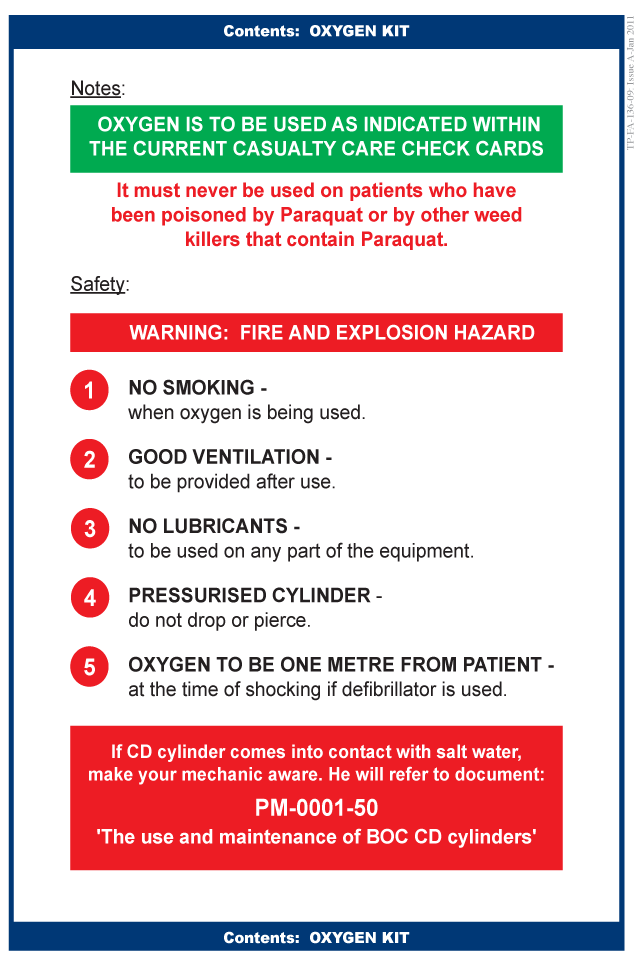 Contents:  OXYGEN KIT
TP-FA-136-09: Issue A-Jan 2011
Notes:
OXYGEN IS TO BE USED AS INDICATED WITHIN
THE CURRENT CASUALTY CARE CHECK CARDS
It must never be used on patients who have
been poisoned by Paraquat or by other weed
killers that contain Paraquat.
Safety:
WARNING:  FIRE AND EXPLOSION HAZARD
1 NO SMOKING -
when oxygen is being used.
2 GOOD VENTILATION -
to be provided after use.
3 NO LUBRICANTS -
to be used on any part of the equipment.
4 PRESSURISED CYLINDER -
do not drop or pierce.
5 OXYGEN TO BE ONE METRE FROM PATIENT -
at the time of shocking if defibrillator is used.
If CD cylinder comes into contact with salt water,
make your mechanic aware. He will refer to document:
PM-0001-50
'The use and maintenance of BOC CD cylinders'
Contents:  OXYGEN KIT